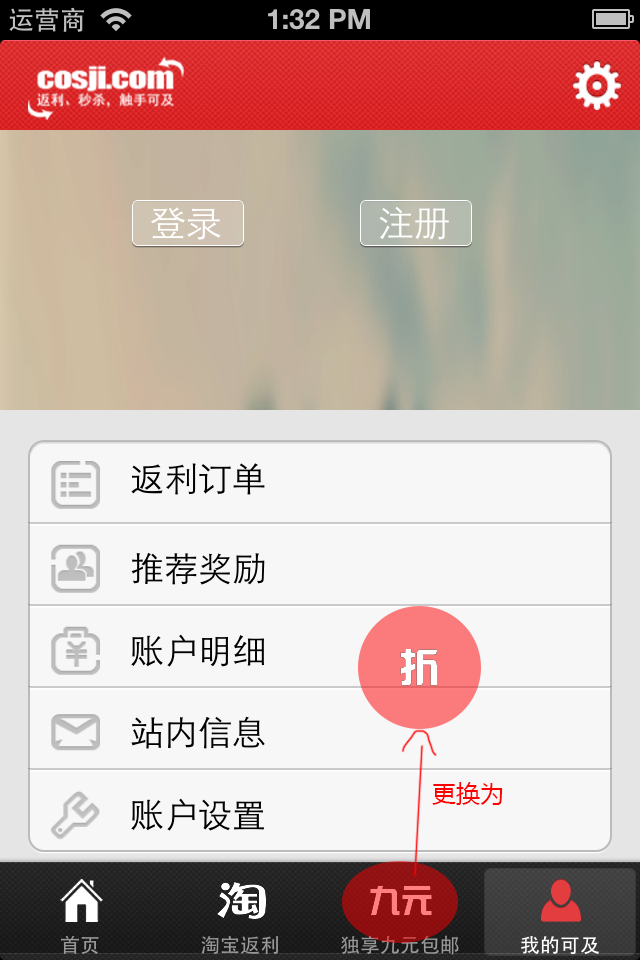 运营商 1:32 PM
cosji.com
返利、秒杀，触手可及
登录 注册
返利订单
推荐奖励
账户明细
折
站内信息
更换为
账户设置
淘 九元
首页 淘宝返利 独享九元包邮 我的可及